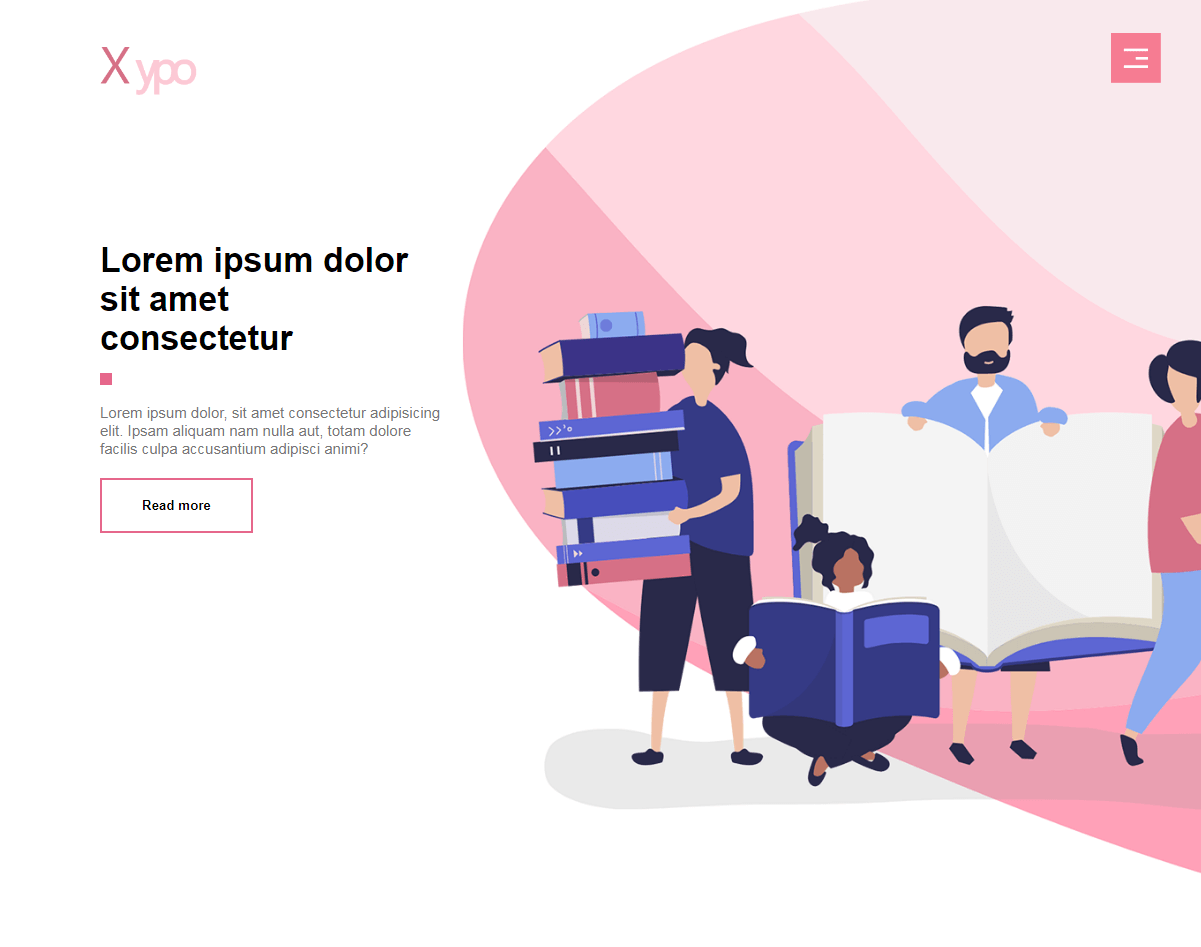 X ypo
Lorem ipsum dolor
sit amet
consectetur
Lorem ipsum dolor, sit amet consectetur adipisicing
elit. Ipsam aliquam nam nulla aut, totam dolore
facilis culpa accusantium adipisci animi?
Read more